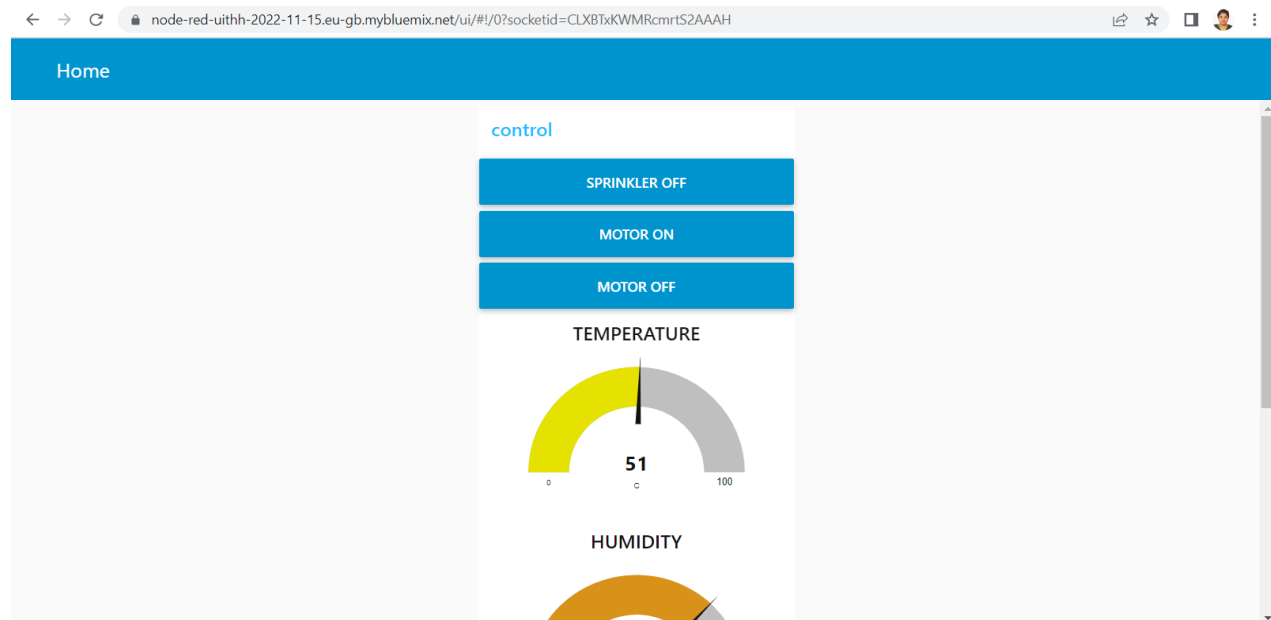 node-red-uithh-2022-11-15.eu-gb.mybluemix.net/ui/#!/0?socketid=CLXBTxKWMRcmrtS2AAAH
Home
control
SPRINKLER OFF
MOTOR ON
MOTOR OFF
TEMPERATURE
51
0 C 100
HUMIDITY